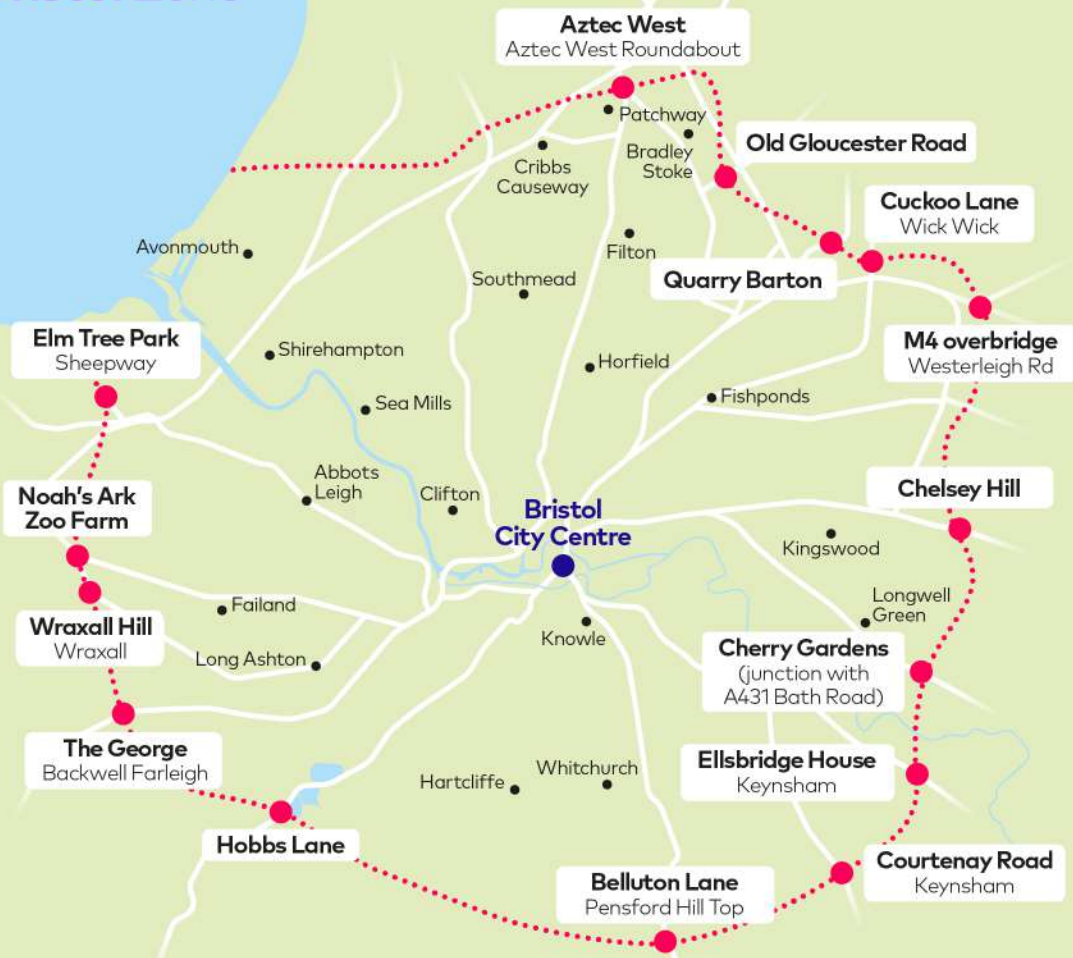 Aztec West
Aztec West Roundabout
Patchway
Bradley
Stoke
Old Gloucester Road
Cribbs
Causeway
Cuckoo Lane
Wick Wick
Avonmouth
Filton
Southmead
Quarry Barton
Elm Tree Park
Sheepway
Shirehampton
Horfield
M4 overbridge
Westerleigh Rd
Sea Mills
Fishponds
Abbots
Leigh
Clifton
Noah's Ark
Zoo Farm
Chelsey Hill
Bristol
City Centre
Kingswood
Failand
Longwell
Green
Wraxall Hill
Wraxall
Knowle
Long Ashton
Cherry Gardens
(junction with
A431 Bath Road)
The George
Backwell Farleigh
Hartcliffe
Whitchurch
Ellsbridge House
Keynsham
Hobbs Lane
Belluton Lane
Pensford Hill Top
Courtenay Road
Keynsham